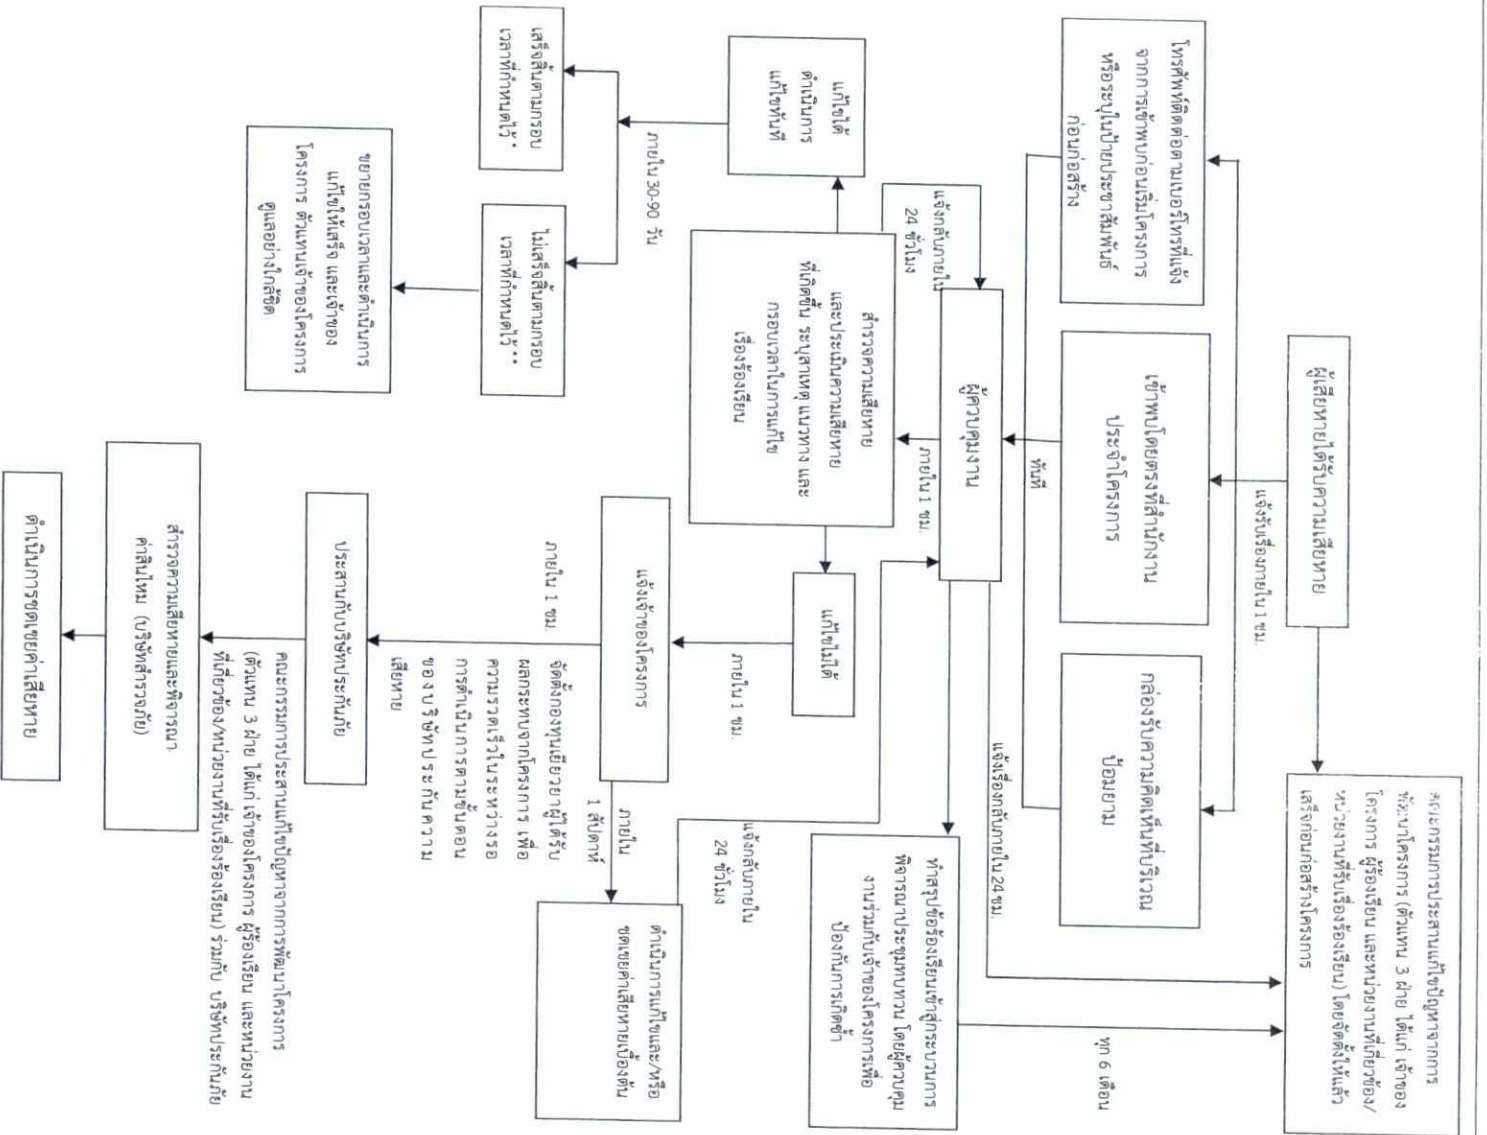 ผู้เสียหายได้รับความเสียหาย
แจ้งรับเรื่องภายใน 1 ชม.
คณะกรรมการประสานแก้ไขปัญหาจากการ
พัฒนาโครงการ (ตัวแทน 3 ฝ่าย ได้แก่ เจ้าของ
โครงการ ผู้ร้องเรียน และหน่วยงานที่เกี่ยวข้อง/
หน่วยงานที่รับเรื่องร้องเรียน) โดยจัดตั้งให้แล้ว
เสร็จก่อนก่อสร้างโครงการ
โทรศัพท์ติดต่อตามเบอร์โทรที่แจ้ง
จากการเข้าพบก่อนเริ่มโครงการ
หรือระบุในป้ายประชาสัมพันธ์
ก่อนก่อสร้าง
เข้าพบโดยตรงที่สำนักงาน
ประจำโครงการ
กล่องรับความคิดเห็นที่บริเวณ
ป้อมยาม
ทันที
แจ้งเรื่องกลับภายใน 24 ชม.
ทุก 6 เดือน
ผู้ควบคุมงาน
แจ้งกลับภายใน
24 ชั่วโมง
ภายใน 1 ชม.
ทำสรุปข้อร้องเรียนเข้าสู่กระบวนการ
พิจารณาประชุมทบทวน โดยผู้ควบคุม
งานร่วมกับเจ้าของโครงการเพื่อ
ป้องกันการเกิดซ้ำ
สำรวจความเสียหาย
และประเมินความเสียหาย
ที่เกิดขึ้น ระบุสาเหตุ แนวทาง และ
กรอบเวลาในการแก้ไข
เรื่องร้องเรียน
แก้ไขได้
ดำเนินการ
แก้ไขทันที
แก้ไขไม่ได้
ภายใน 1 ชม.
แจ้งกลับภายใน
24 ชั่วโมง
ภายใน 30-90 วัน
แจ้งเจ้าของโครงการ
ภายใน
1 สัปดาห์
ดำเนินการแก้ไขและ/หรือ
ชดเชยค่าเสียหายเบื้องต้น
เสร็จสิ้นตามกรอบ
เวลาที่กำหนดไว้*
ไม่เสร็จสิ้นตามกรอบ
เวลาที่กำหนดไว้**
ภายใน 1 ชม.
จัดตั้งกองทุนเยียวยาผู้ได้รับ
ผลกระทบจากโครงการ เพื่อ
ความรวดเร็วในระหว่างรอ
การดำเนินการตามขั้นตอน
ของบริษัทประกันความ
เสียหาย
ขยายกรอบเวลาและดำเนินการ
แก้ไขให้เสร็จ และเจ้าของ
โครงการ ตัวแทนเจ้าของโครงการ
ดูแลอย่างใกล้ชิด
ประสานกับบริษัทประกันภัย
คณะกรรมการประสานแก้ไขปัญหาจากการพัฒนาโครงการ
(ตัวแทน 3 ฝ่าย ได้แก่ เจ้าของโครงการ ผู้ร้องเรียน และหน่วยงาน
ที่เกี่ยวข้อง/หน่วยงานที่รับเรื่องร้องเรียน) ร่วมกับ บริษัทประกันภัย
สำรวจความเสียหายและพิจารณา
ค่าสินไหม (บริษัทสำรวจภัย)
ดำเนินการชดเชยค่าเสียหาย